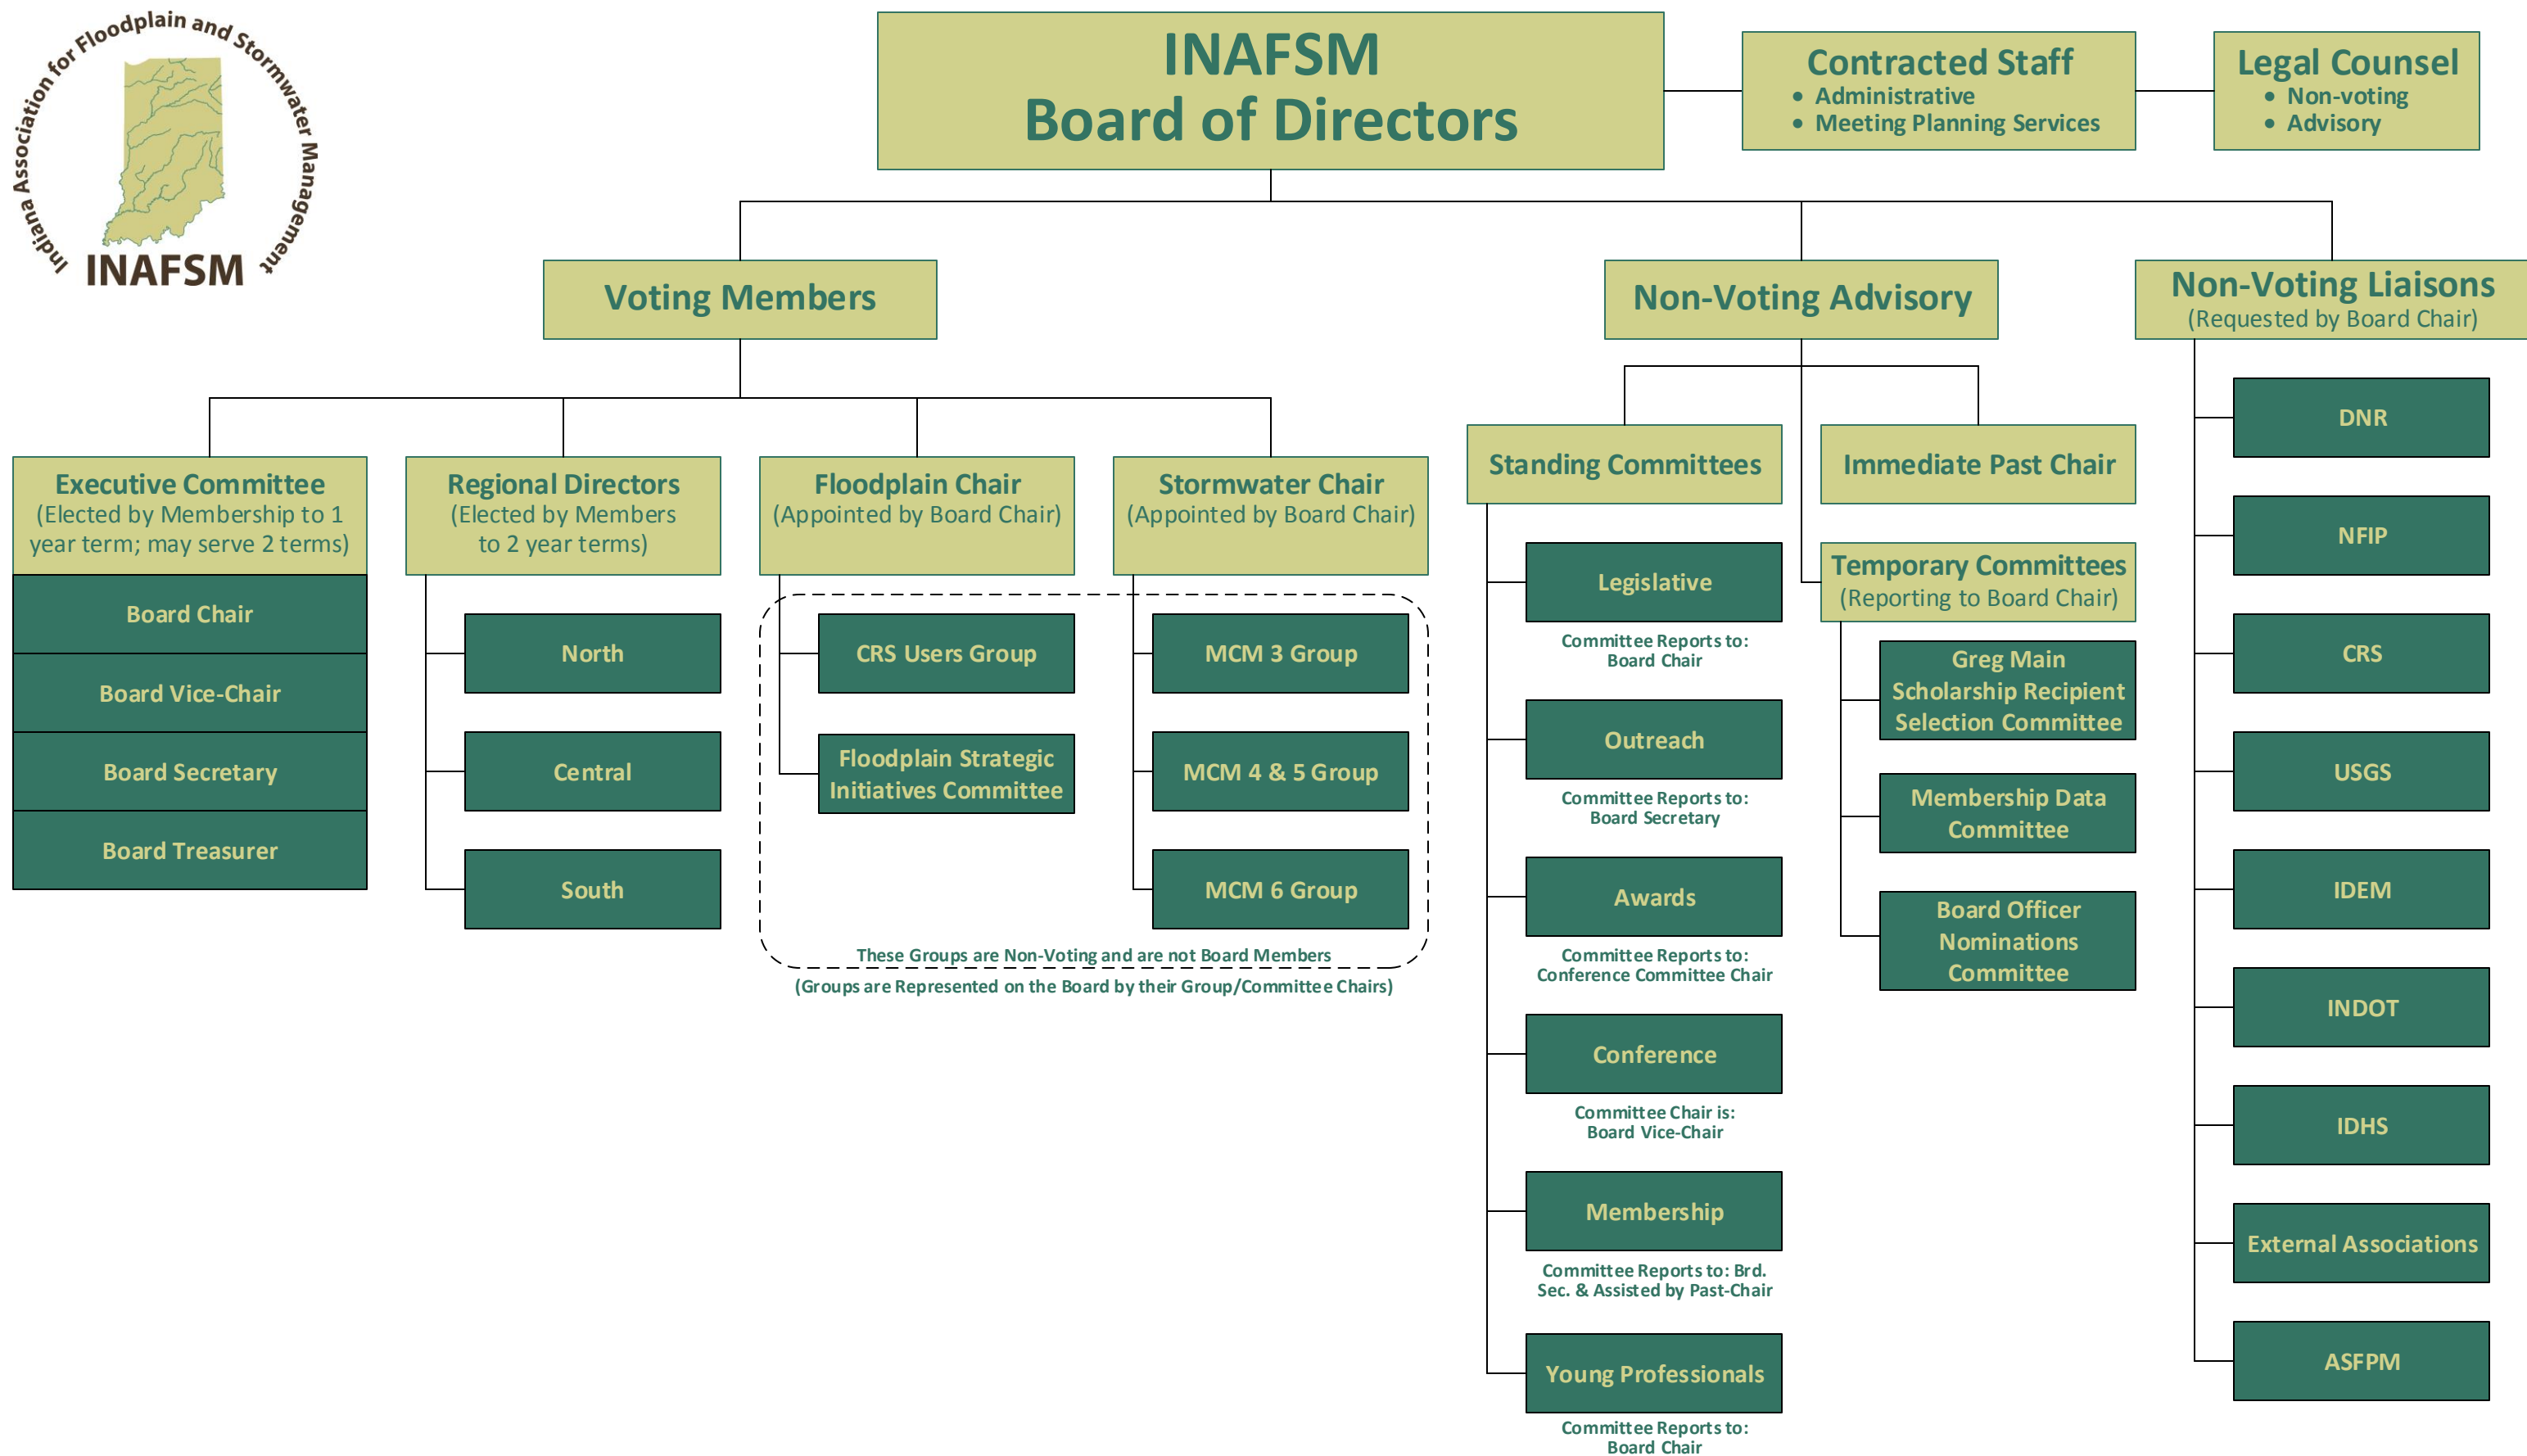 Indiana Association for Floodplain and Stormwater Management
INAFSM
INAFSM
Board of Directors
Contracted Staff
• Administrative
• Meeting Planning Services
Legal Counsel
• Non-voting
• Advisory
Voting Members
Non-Voting Advisory
Non-Voting Liaisons
(Requested by Board Chair)
Executive Committee
(Elected by Membership to 1
year term; may serve 2 terms)
Board Chair
Board Vice-Chair
Board Secretary
Board Treasurer
Regional Directors
(Elected by Members
to 2 year terms)
North
Central
South
Floodplain Chair
(Appointed by Board Chair)
CRS Users Group
Floodplain Strategic
Initiatives Committee
Stormwater Chair
(Appointed by Board Chair)
MCM 3 Group
MCM 4 & 5 Group
MCM 6 Group
These Groups are Non-Voting and are not Board Members
(Groups are Represented on the Board by their Group/Committee Chairs)
Standing Committees
Legislative
Committee Reports to:
Board Chair
Outreach
Committee Reports to:
Board Secretary
Awards
Committee Reports to:
Conference Committee Chair
Conference
Committee Chair is:
Board Vice-Chair
Membership
Committee Reports to: Brd.
Sec. & Assisted by Past-Chair
Young Professionals
Committee Reports to:
Board Chair
Immediate Past Chair
Temporary Committees
(Reporting to Board Chair)
Greg Main
Scholarship Recipient
Selection Committee
Membership Data
Committee
Board Officer
Nominations
Committee
DNR
NFIP
CRS
USGS
IDEM
INDOT
IDHS
External Associations
ASFPM